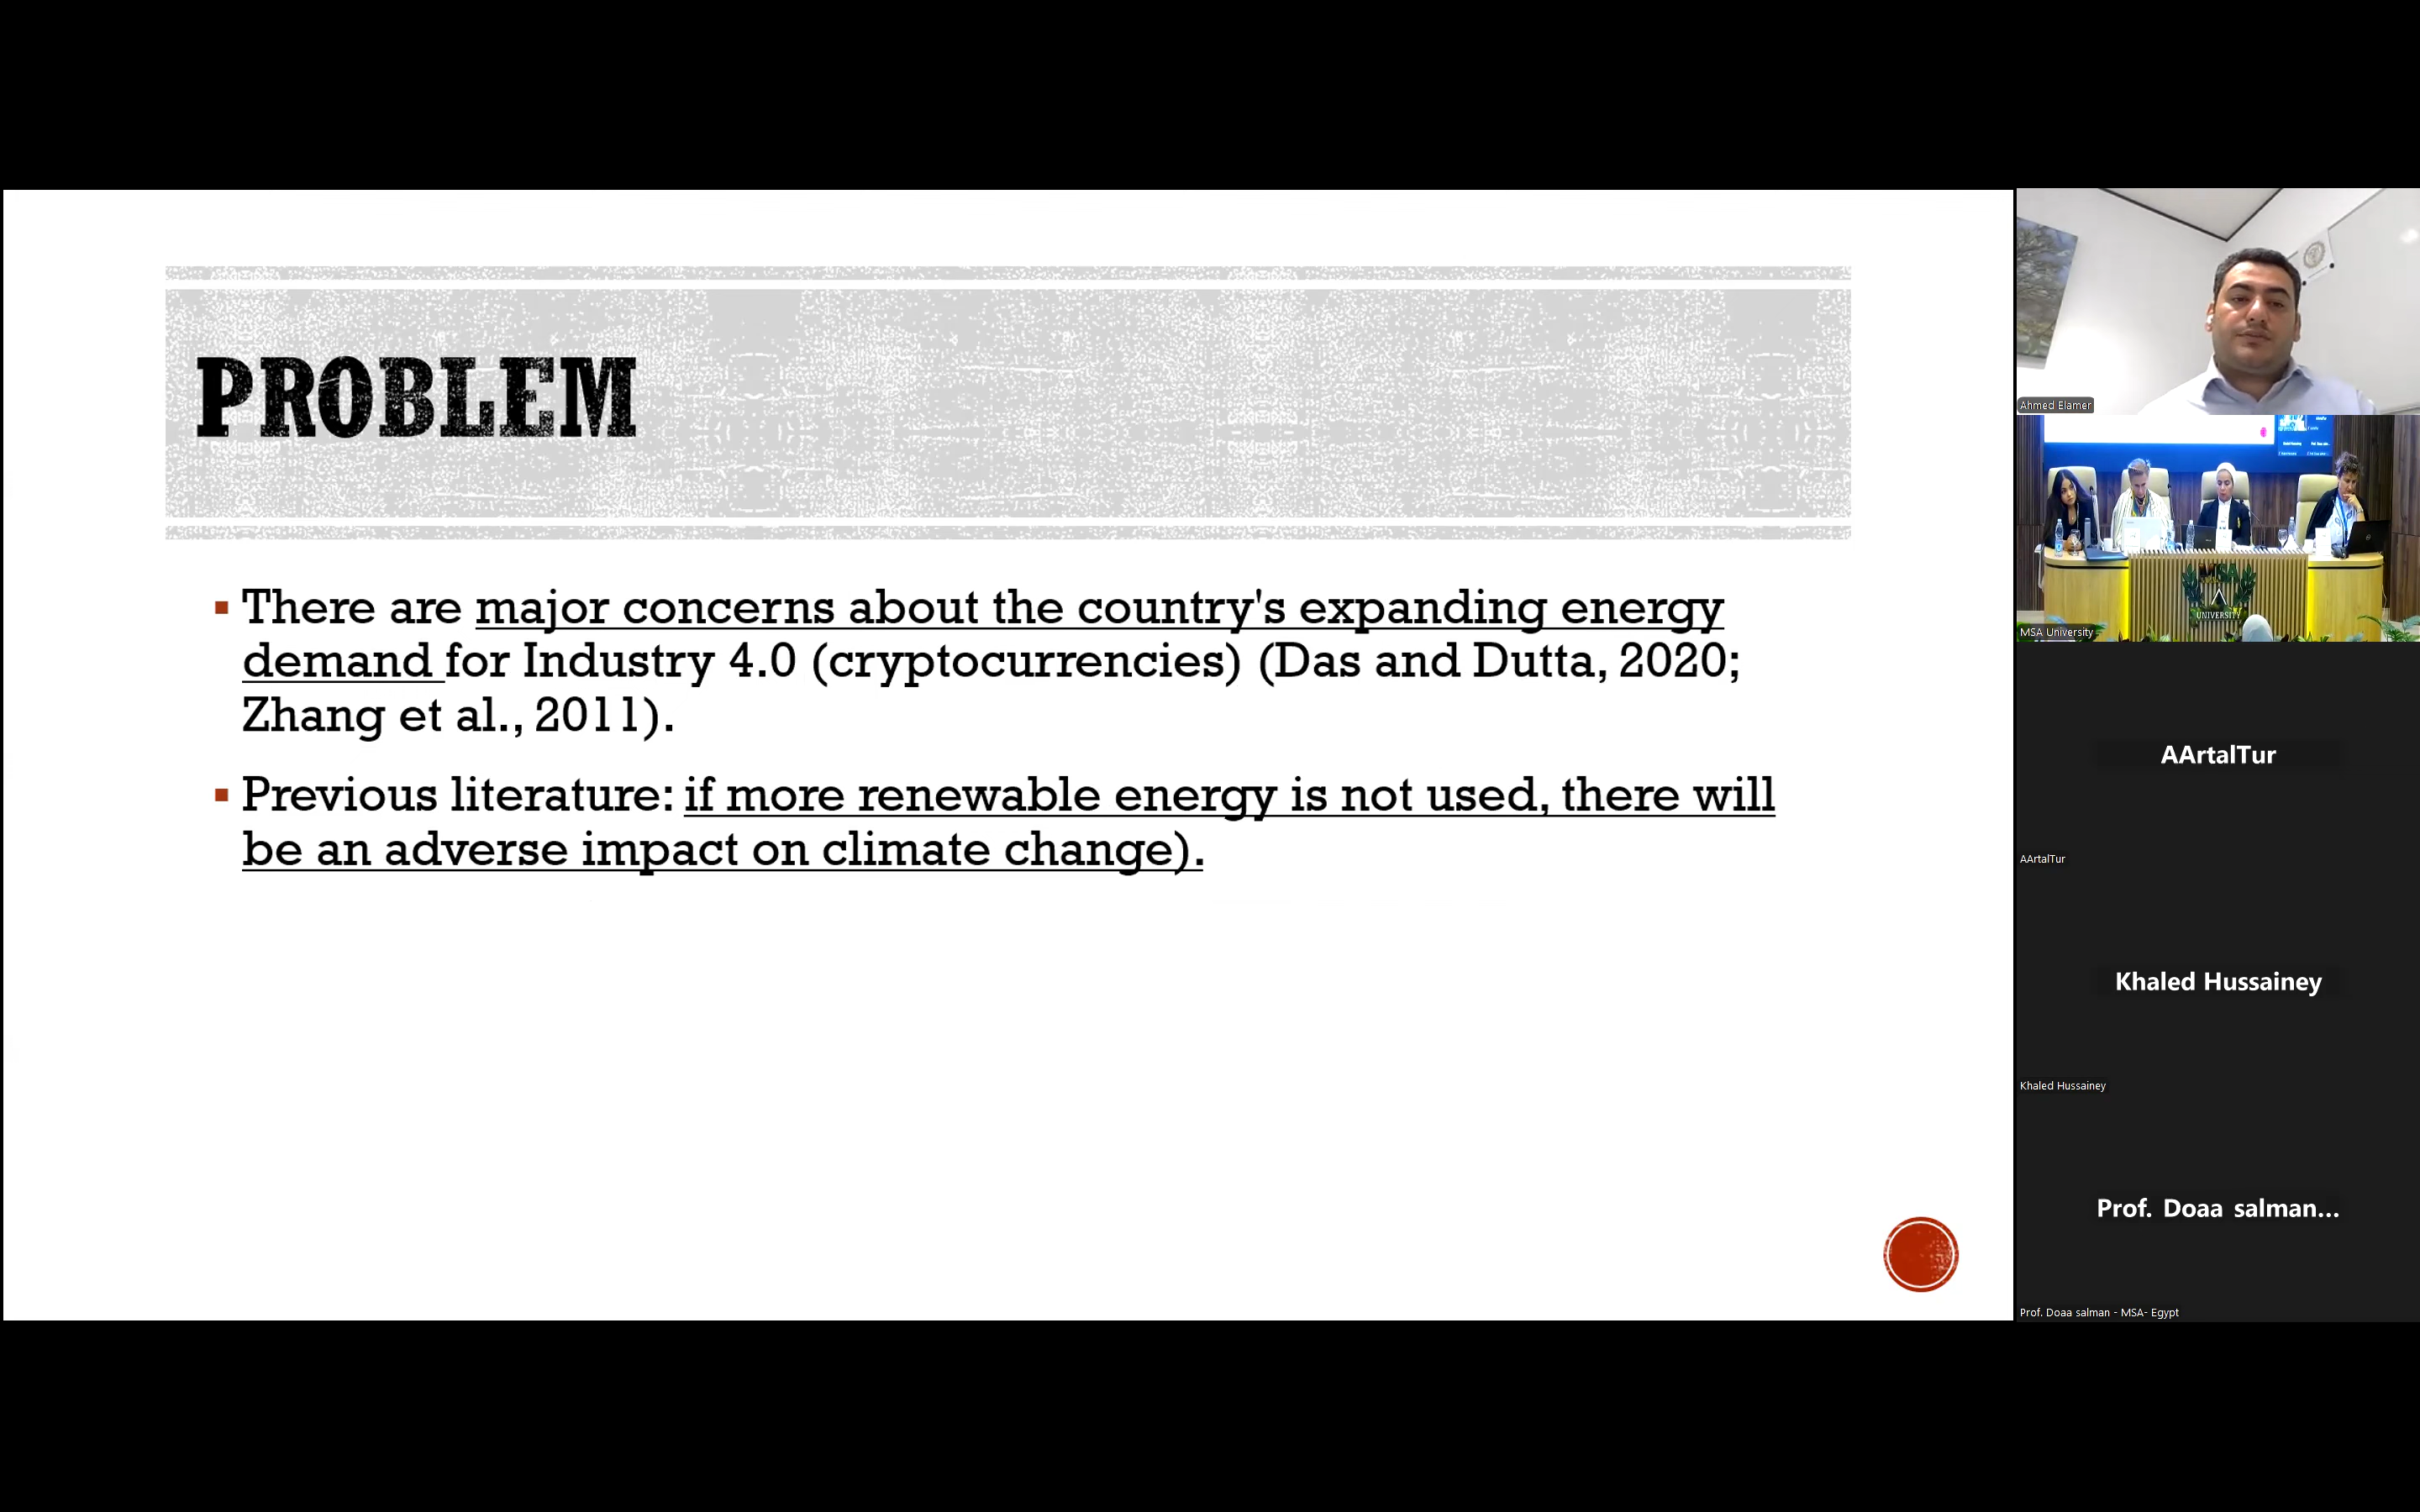 PROBLEM
▪ There are major concerns about the country's expanding energy
demand for Industry 4.0 (cryptocurrencies) (Das and Dutta, 2020;
Zhang et al., 2011).
▪ Previous literature: if more renewable energy is not used, there will
be an adverse impact on climate change).
Ahmed Elamer
UNIVERSITY
MSA University
AArtalTur
AArtalTur
Khaled Hussainey
Khaled Hussainey
Prof. Doaa salman...
Prof. Doaa salman - MSA- Egypt